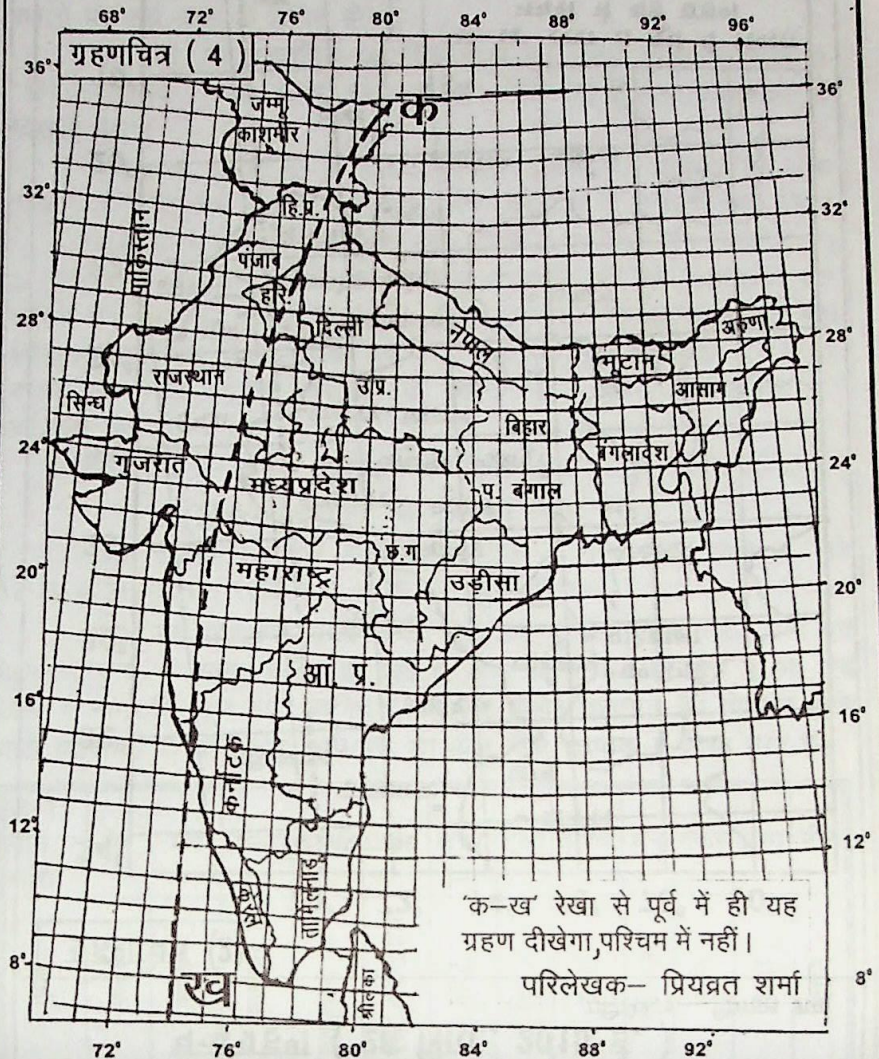 68° 72° 76° 80° 84° 88° 92° 96°
ग्रहणचित्र ( 4 )
36° 36°
क
जम्मू
काश्मीर
32° 32°
हि.प्र.
पाकिस्तान
पंजाब
हरि.
28° 28°
दिल्ली
नेपाल
भूटान
अरुणा.
राजस्थान
उ.प्र.
आसाम
सिन्ध
बिहार
24° 24°
गुजरात
बंगलादेश
मध्यप्रदेश
प. बंगाल
छ.ग
20° 20°
महाराष्ट्र
उड़ीसा
आं. प्र.
16° 16°
कर्नाटक
12° 12°
केरल
तामिलनाडु
'क–ख' रेखा से पूर्व में ही यह
ग्रहण दीखेगा,पश्चिम में नहीं।
परिलेखक– प्रियव्रत शर्मा
8° 8°
ख
श्रीलंका
72° 76° 80° 84° 88° 92°